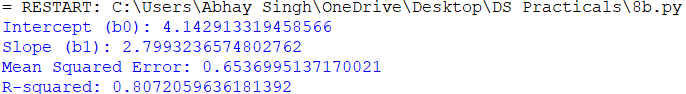 = RESTART: C:\Users\Abhay Singh\OneDrive\Desktop\DS Practicals\8b.py
Intercept (b0): 4.142913319458566
Slope (b1): 2.7993236574802762
Mean Squared Error: 0.6536995137170021
R-squared: 0.8072059636181392